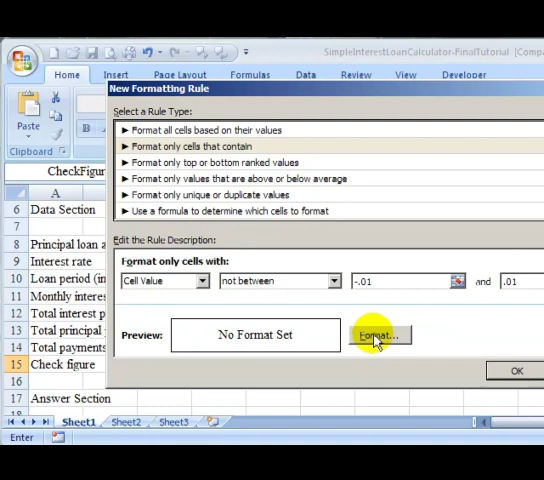 SimpleInterestLoanCalculator-FinalTutorial [Compa
Home Insert Page Layout Formulas Data Review View Developer
New Formatting Rule
Paste
B
Clipboard
Select a Rule Type:
► Format all cells based on their values
► Format only cells that contain
► Format only top or bottom ranked values
► Format only values that are above or below average
► Format only unique or duplicate values
► Use a formula to determine which cells to format
CheckFigur
A
6 Data Section
7
8 Principal loan a
9 Interest rate
10 Loan period (in
11 Monthly interes
12 Total interest p
13 Total principal
14 Total payments
15 Check figure
16
17 Answer Section
18
Edit the Rule Description:
Format only cells with:
Cell Value not between -.01 and .01
Preview: No Format Set Format...
OK
Sheet1 Sheet2 Sheet3
Enter